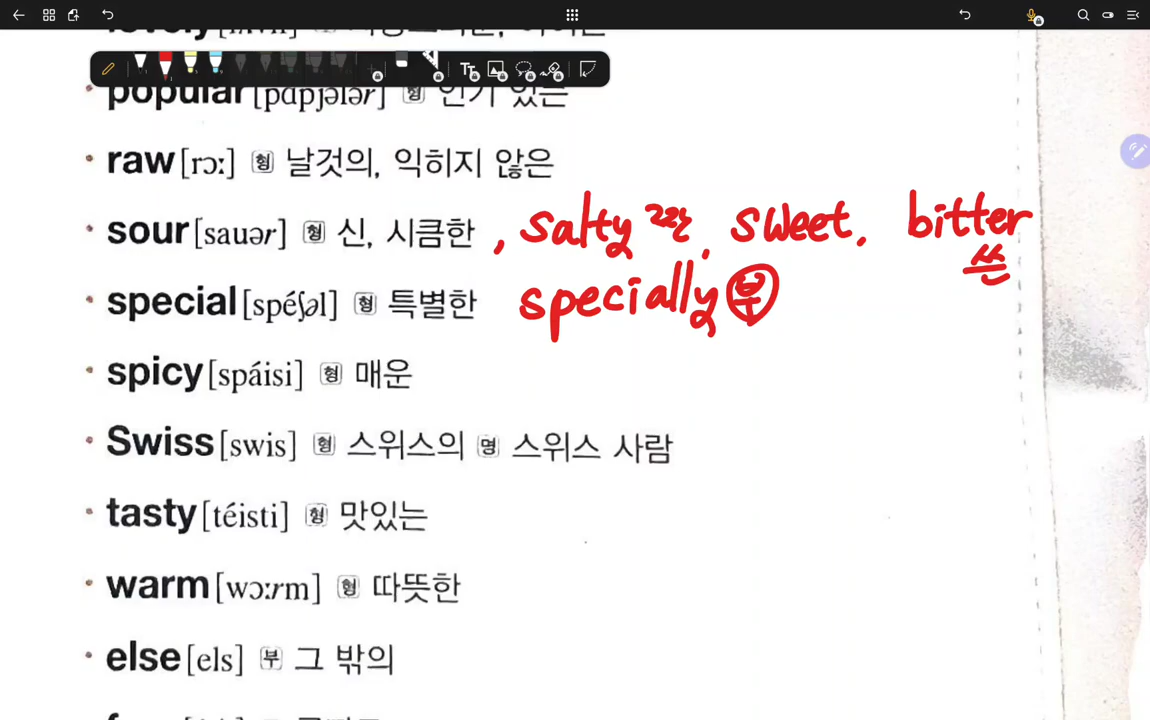 popular [pɑpjələr] 형 인기 있는
raw [rɔː] 형 날것의, 익히지 않은
sour [sauər] 형 신, 시큼한 , salty , sweet, bitter 쓴
special [spéʃəl] 형 특별한 specially 부
spicy [spáisi] 형 매운
Swiss [swis] 형 스위스의 명 스위스 사람
tasty [téisti] 형 맛있는
warm [wɔːrm] 형 따뜻한
else [els] 부 그 밖의